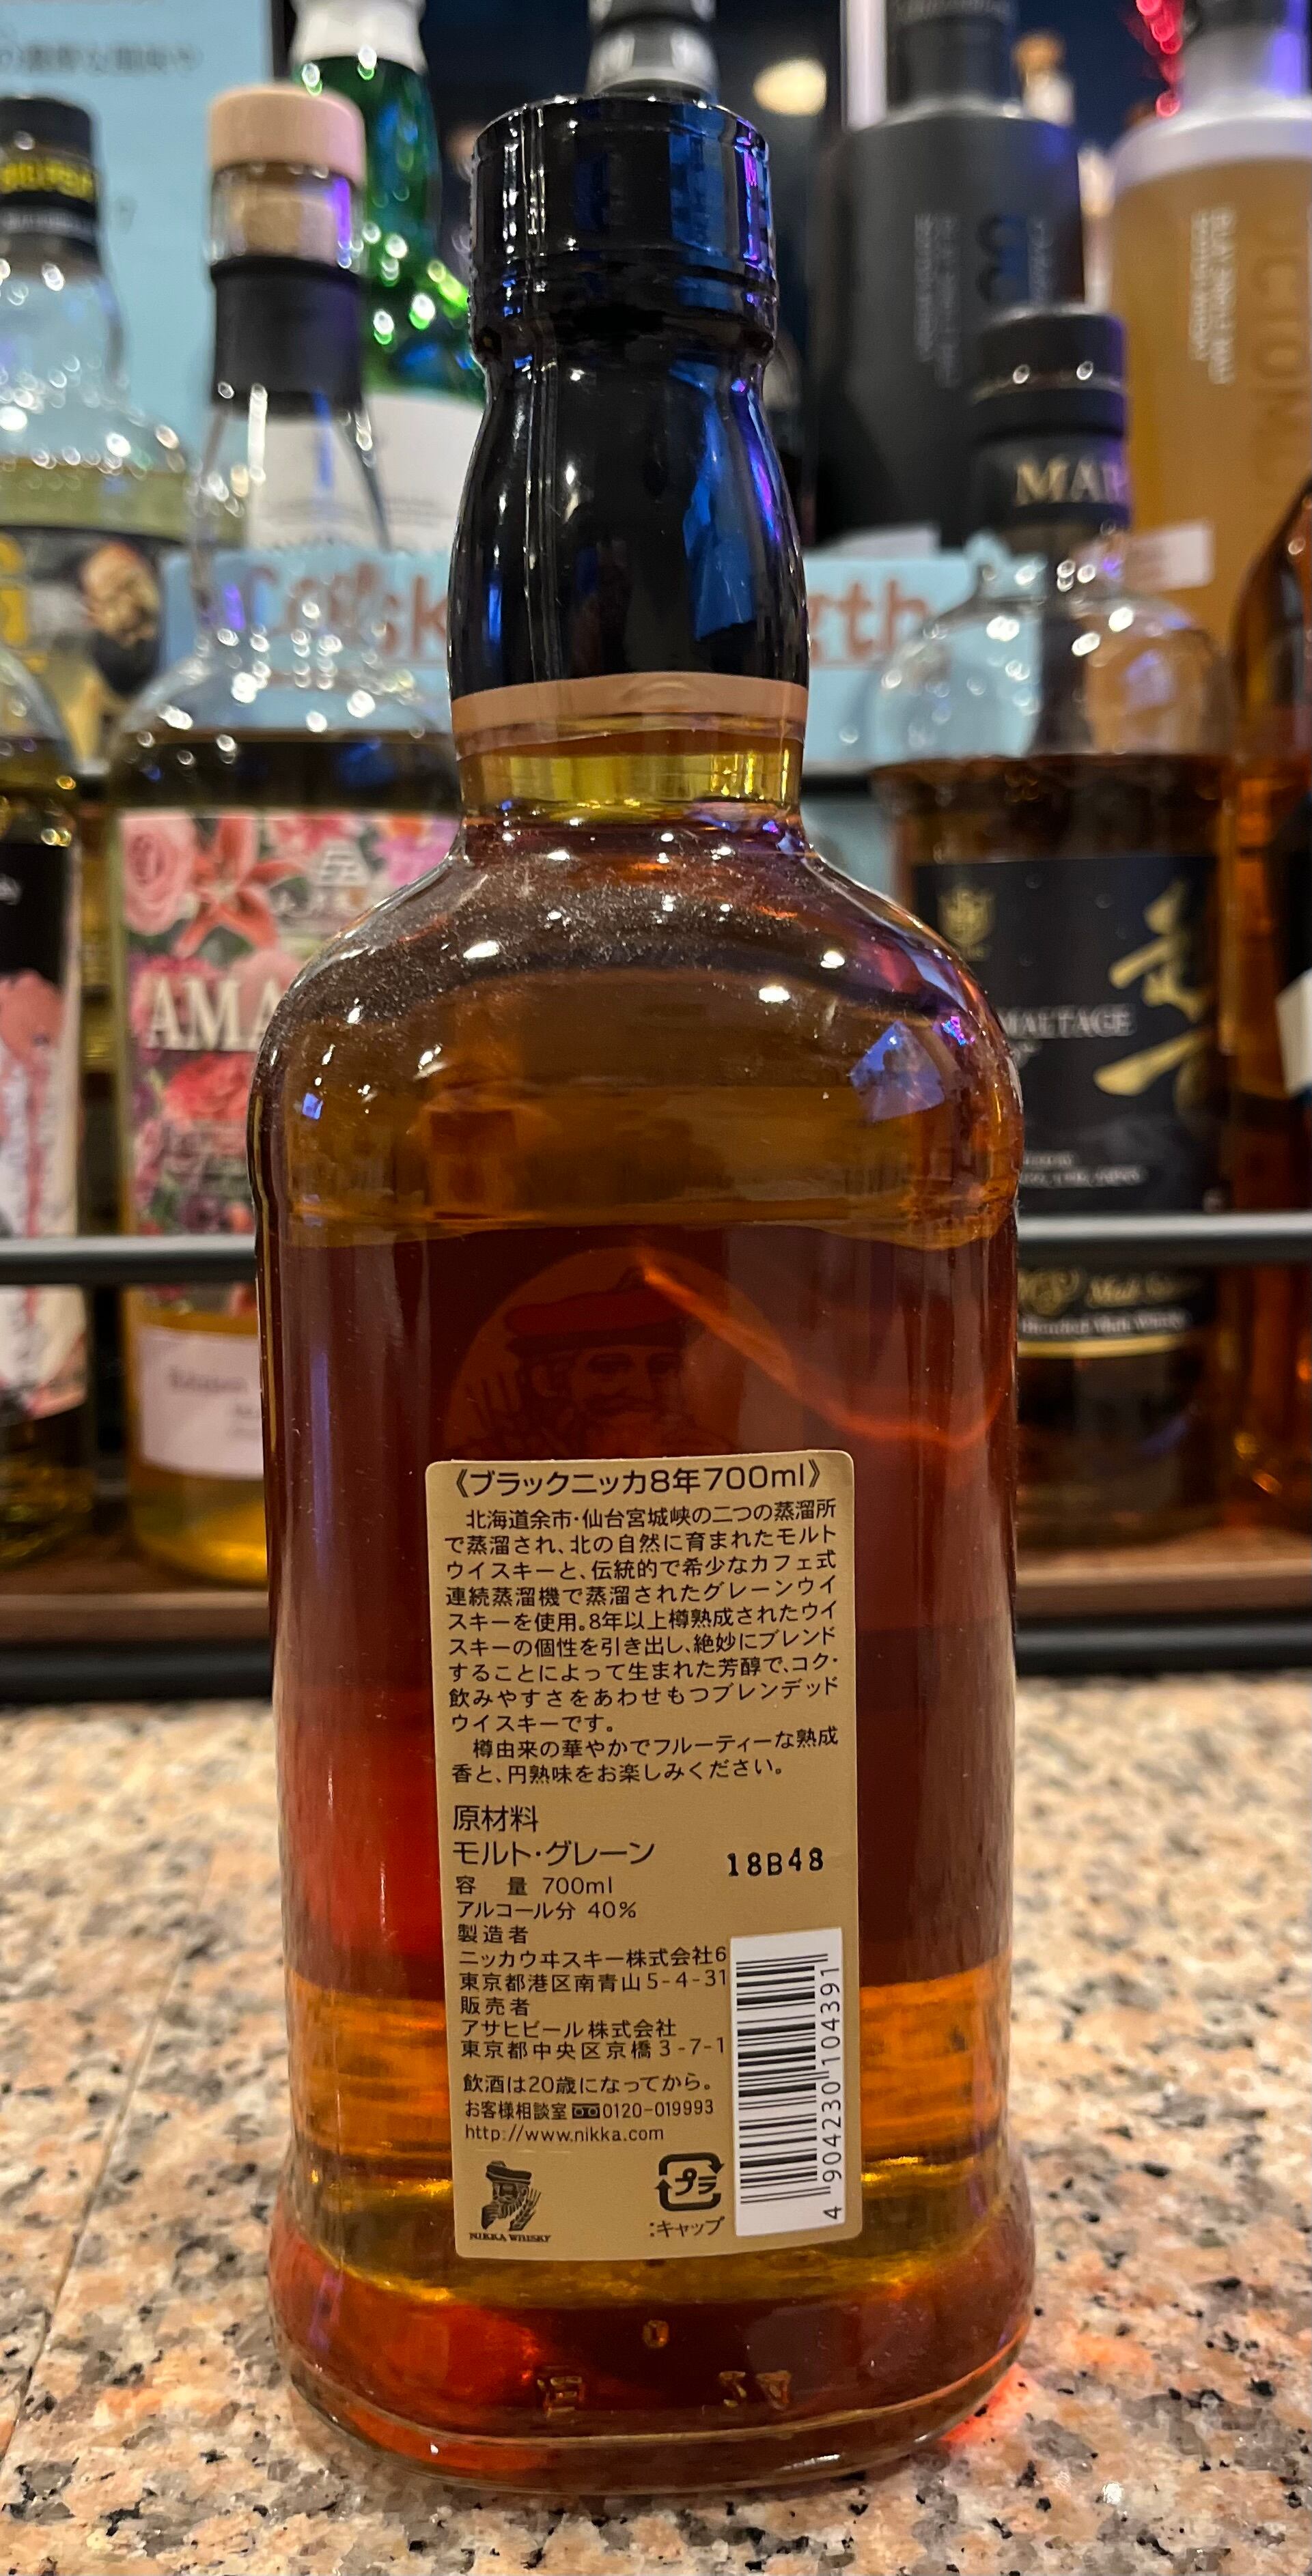 Cask
gth
MAR
AMA
MALTAGE
Blended Malt Whisky
《ブラックニッカ8年700ml》
北海道余市・仙台宮城峡の二つの蒸溜所
で蒸溜され、北の自然に育まれたモルト
ウイスキーと、伝統的で希少なカフェ式
連続蒸溜機で蒸溜されたグレーンウイ
スキーを使用。8年以上樽熟成されたウイ
スキーの個性を引き出し、絶妙にブレンド
することによって生まれた芳醇で、コク・
飲みやすさをあわせもつブレンデッド
ウイスキーです。
樽由来の華やかでフルーティーな熟成
香と、円熟味をお楽しみください。
原材料
モルト・グレーン
18B48
容 量 700ml
アルコール分 40%
製造者
ニッカウヰスキー株式会社6
東京都港区南青山5-4-31
販売者
アサヒビール株式会社
東京都中央区京橋3-7-1
飲酒は20歳になってから。
お客様相談室 0120-019993
http://www.nikka.com
NIKKA WHISKY
プラ
:キャップ
4 904230 104391